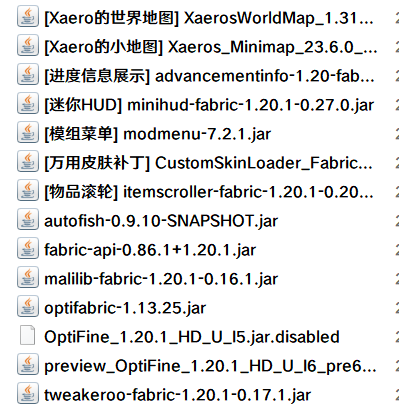 [Xaero的世界地图] XaerosWorldMap_1.31...
[Xaero的小地图] Xaeros_Minimap_23.6.0_...
[进度信息展示] advancementinfo-1.20-fab...
[迷你HUD] minihud-fabric-1.20.1-0.27.0.jar
[模组菜单] modmenu-7.2.1.jar
[万用皮肤补丁] CustomSkinLoader_Fabric...
[物品滚轮] itemscroller-fabric-1.20.1-0.20...
autofish-0.9.10-SNAPSHOT.jar
fabric-api-0.86.1+1.20.1.jar
malilib-fabric-1.20.1-0.16.1.jar
optifabric-1.13.25.jar
OptiFine_1.20.1_HD_U_I5.jar.disabled
preview_OptiFine_1.20.1_HD_U_I6_pre6...
tweakeroo-fabric-1.20.1-0.17.1.jar